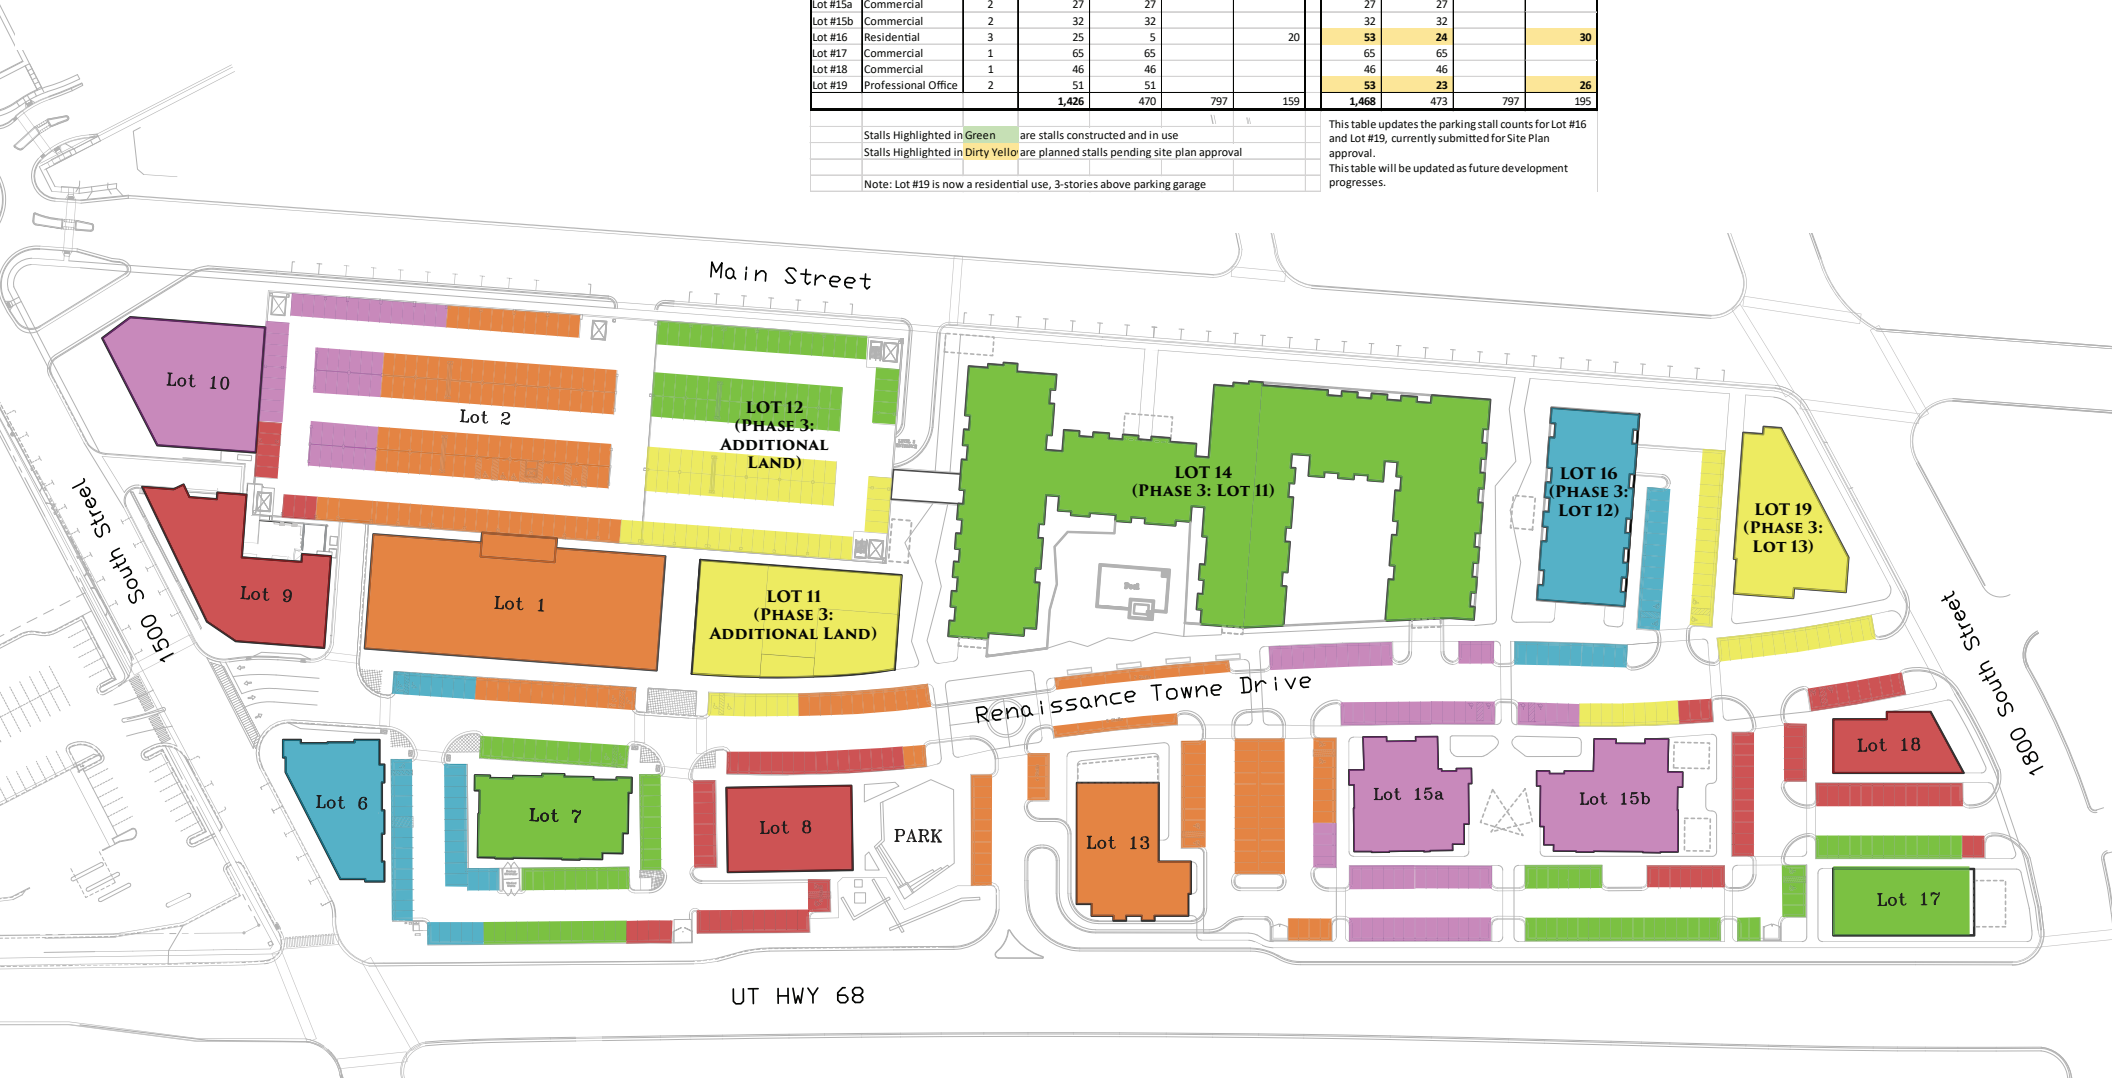 Lot #15a Commercial 2 27 27 27 27
Lot #15b Commercial 2 32 32 32 32
Lot #16 Residential 3 25 5 20 53 24 30
Lot #17 Commercial 1 65 65 65 65
Lot #18 Commercial 1 46 46 46 46
Lot #19 Professional Office 2 51 51 53 23 26
1,426 470 797 159 1,468 473 797 195
Stalls Highlighted in Green are stalls constructed and in use
Stalls Highlighted in Dirty Yello are planned stalls pending site plan approval
Note: Lot #19 is now a residential use, 3-stories above parking garage
This table updates the parking stall counts for Lot #16
and Lot #19, currently submitted for Site Plan
approval.
This table will be updated as future development
progresses.
Main Street
Lot 10
Lot 2
LOT 12
(PHASE 3:
ADDITIONAL
LAND)
LOT 14
(PHASE 3: LOT 11)
LOT 16
(PHASE 3:
LOT 12)
LOT 19
(PHASE 3:
LOT 13)
1500 South Street
Lot 9
Lot 1
LOT 11
(PHASE 3:
ADDITIONAL LAND)
Pool
1800 South Street
Renaissance Towne Drive
Lot 6
Lot 7
Lot 8
PARK
Lot 13
Lot 15a
Lot 15b
Lot 18
Lot 17
UT HWY 68